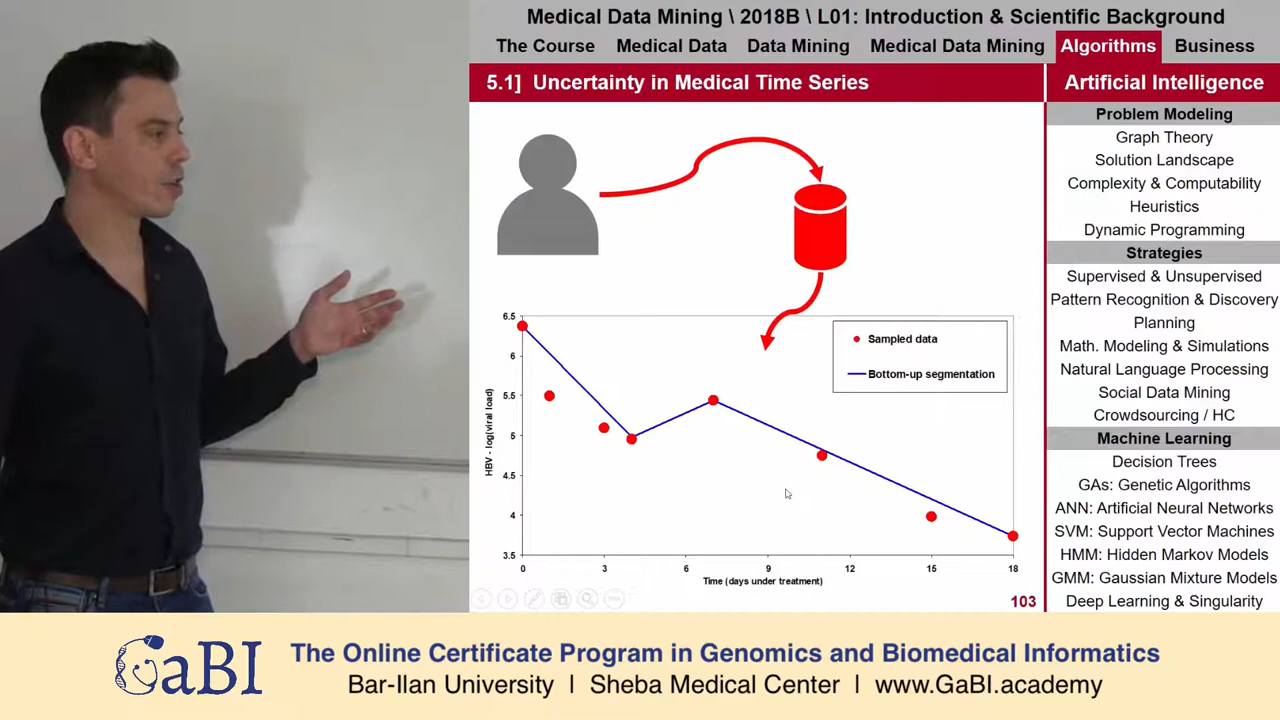 Medical Data Mining \ 2018B \ L01: Introduction & Scientific Background
The Course Medical Data Data Mining Medical Data Mining Algorithms Business
5.1] Uncertainty in Medical Time Series
Artificial Intelligence
Problem Modeling
Graph Theory
Solution Landscape
Complexity & Computability
Heuristics
Dynamic Programming
Strategies
Supervised & Unsupervised
Pattern Recognition & Discovery
Planning
Math. Modeling & Simulations
Natural Language Processing
Social Data Mining
Crowdsourcing / HC
Machine Learning
Decision Trees
GAs: Genetic Algorithms
ANN: Artificial Neural Networks
SVM: Support Vector Machines
HMM: Hidden Markov Models
GMM: Gaussian Mixture Models
Deep Learning & Singularity
Sampled data
Bottom-up segmentation
HBV - log(viral load)
6.5
6
5.5
5
4.5
4
3.5
0 3 6 9 12 15 18
Time (days under treatment)
103
GaBI
The Online Certificate Program in Genomics and Biomedical Informatics
Bar-Ilan University | Sheba Medical Center | www.GaBI.academy